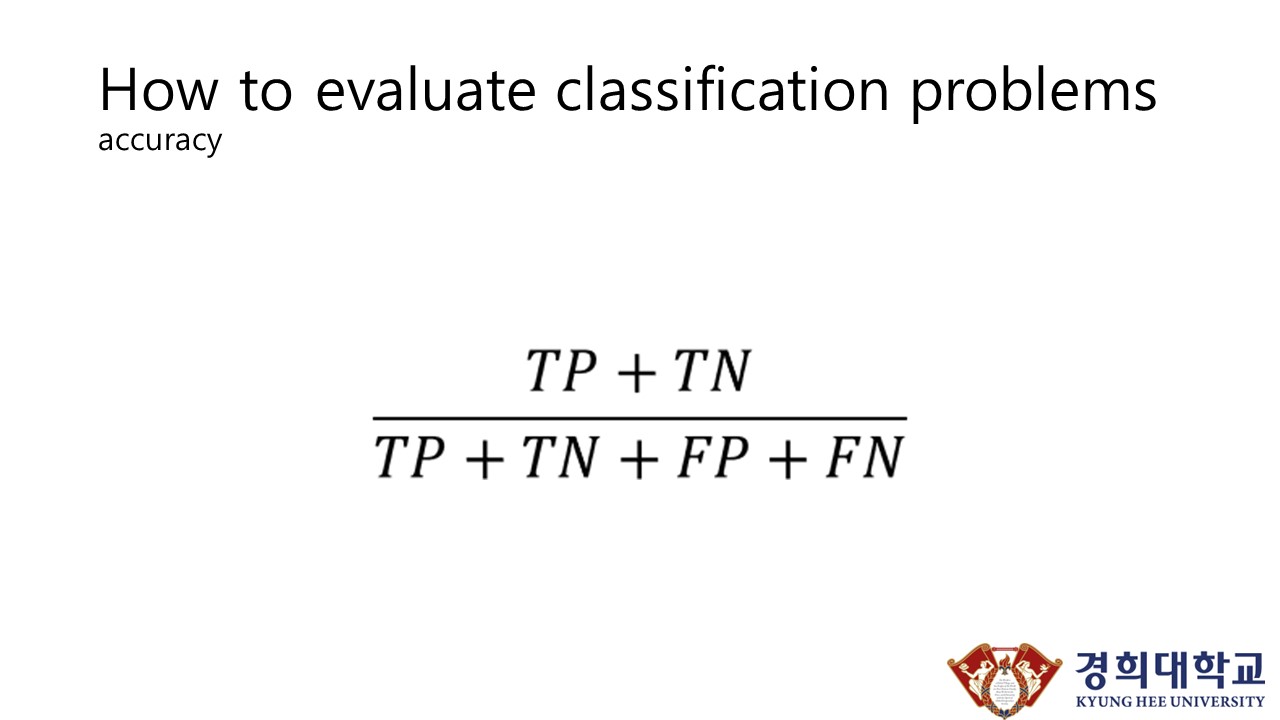 How to evaluate classification problems
accuracy
TP + TN
TP + TN + FP + FN
경희대학교
KYUNG HEE UNIVERSITY